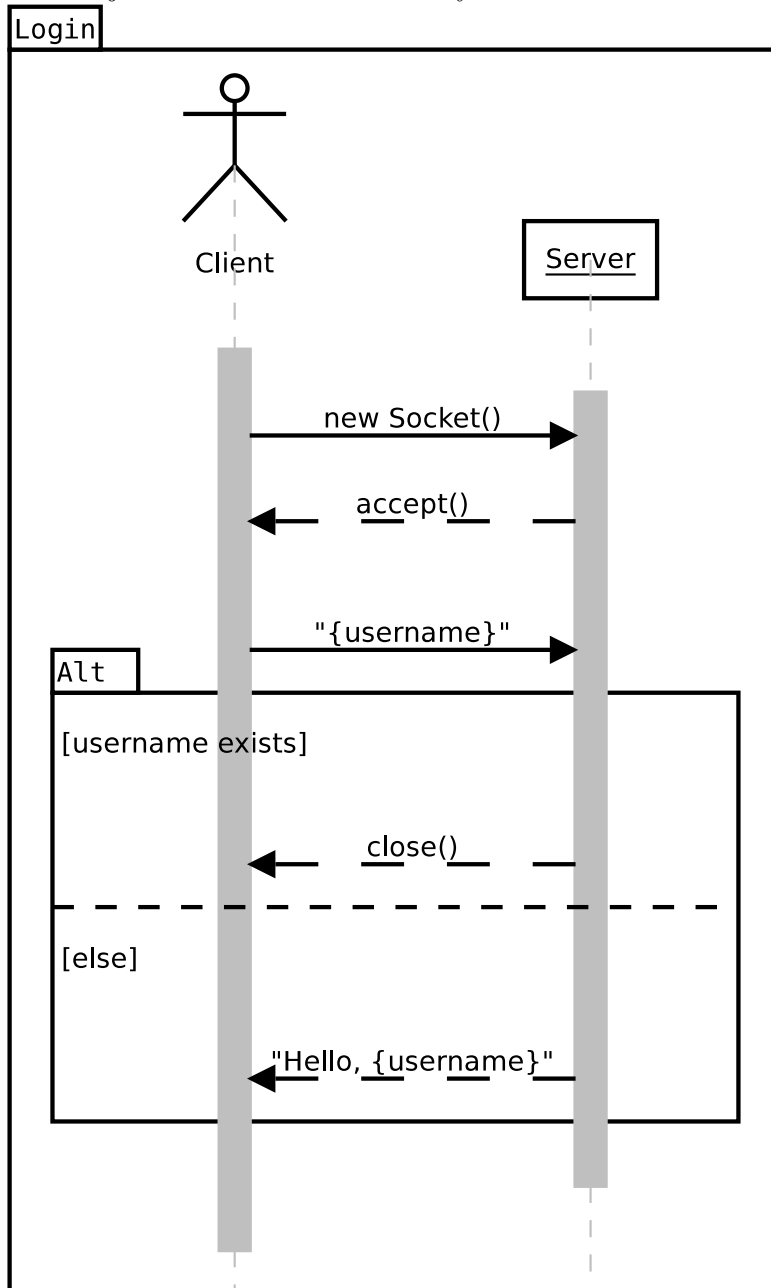 Login
Client
Server
new Socket()
accept()
"{username}"
Alt
[username exists]
close()
[else]
"Hello, {username}"